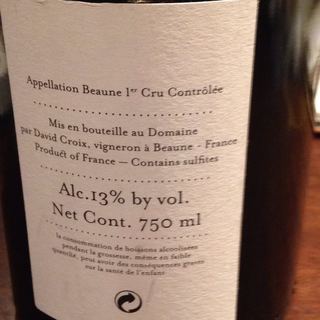 Appellation Beaune 1er Cru Contrôlée
Mis en bouteille au Domaine
par David Croix, vigneron à Beaune - France
Product of France — Contains sulfites
Alc.13% by vol.
Net Cont. 750 ml
la consommation de boissons alcoolisées
pendant la grossesse, même en faible
quantité, peut avoir des conséquences graves
sur la santé de l'enfant